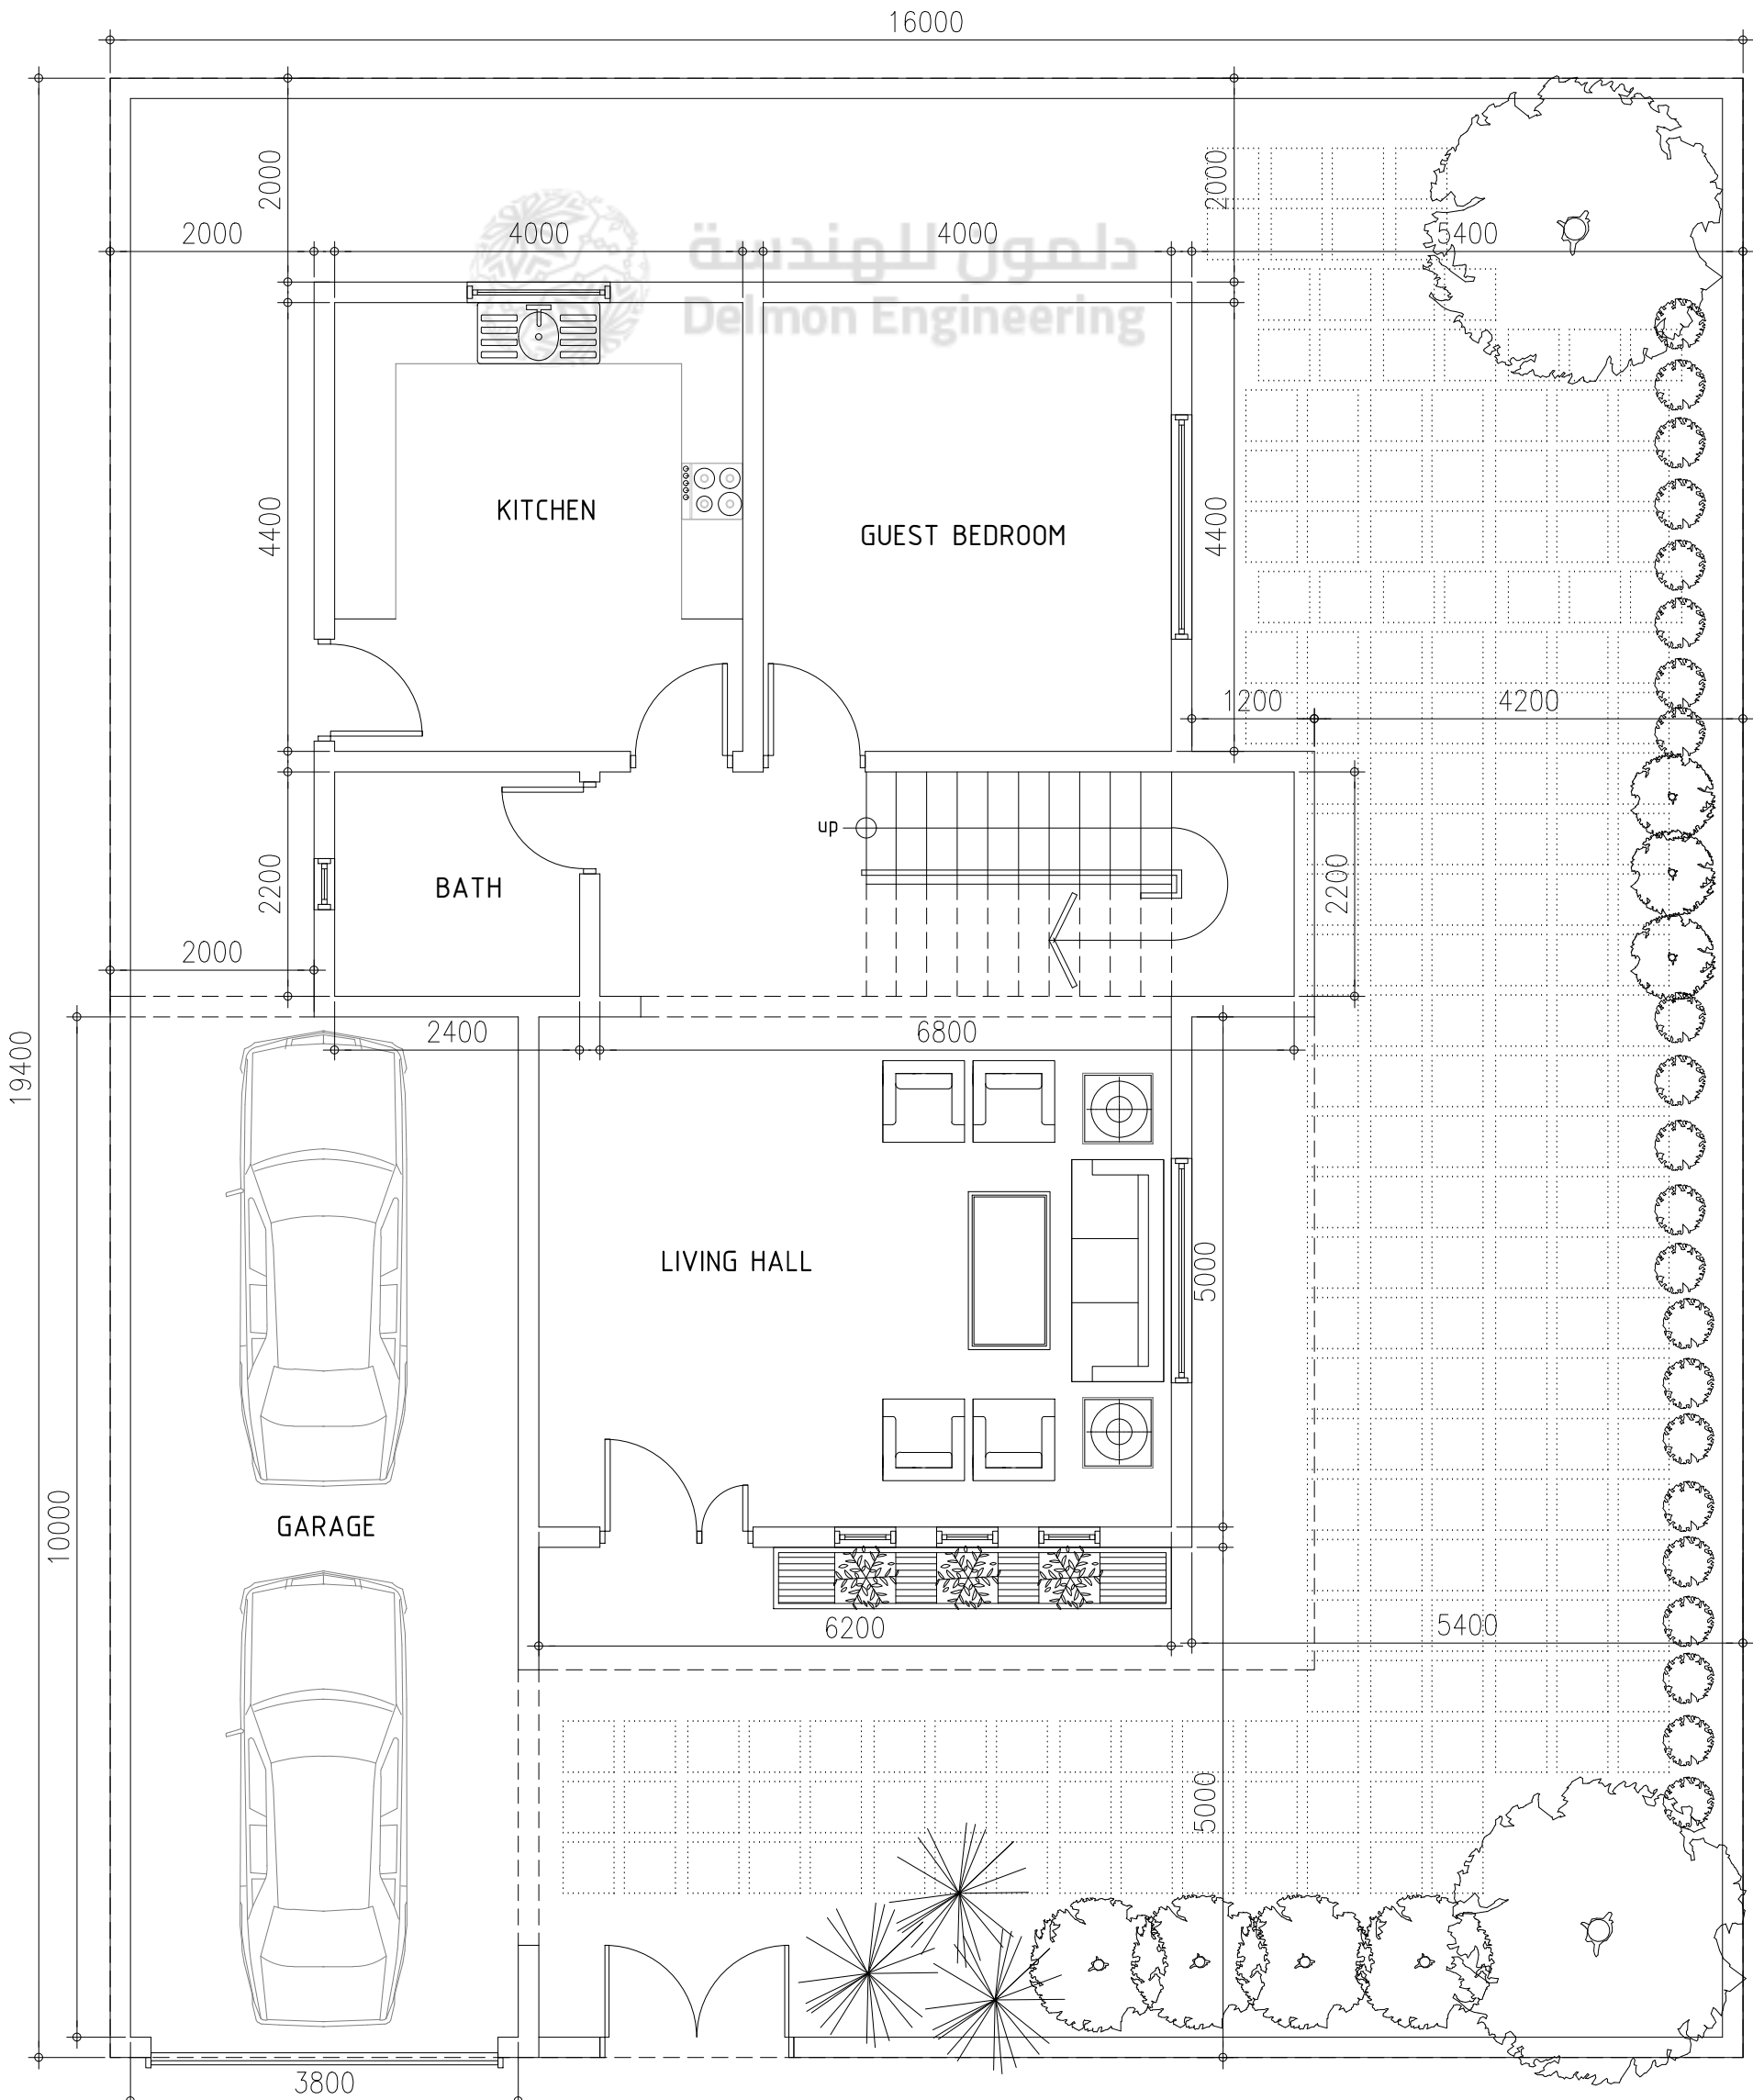 16000
2000
2000
2000
4000
4000
5400
دلمون للهندسة
Delmon Engineering
4400
KITCHEN
GUEST BEDROOM
4400
1200
4200
up
2200
BATH
2200
2000
19400
2400
6800
LIVING HALL
5000
10000
GARAGE
6200
5400
5000
3800